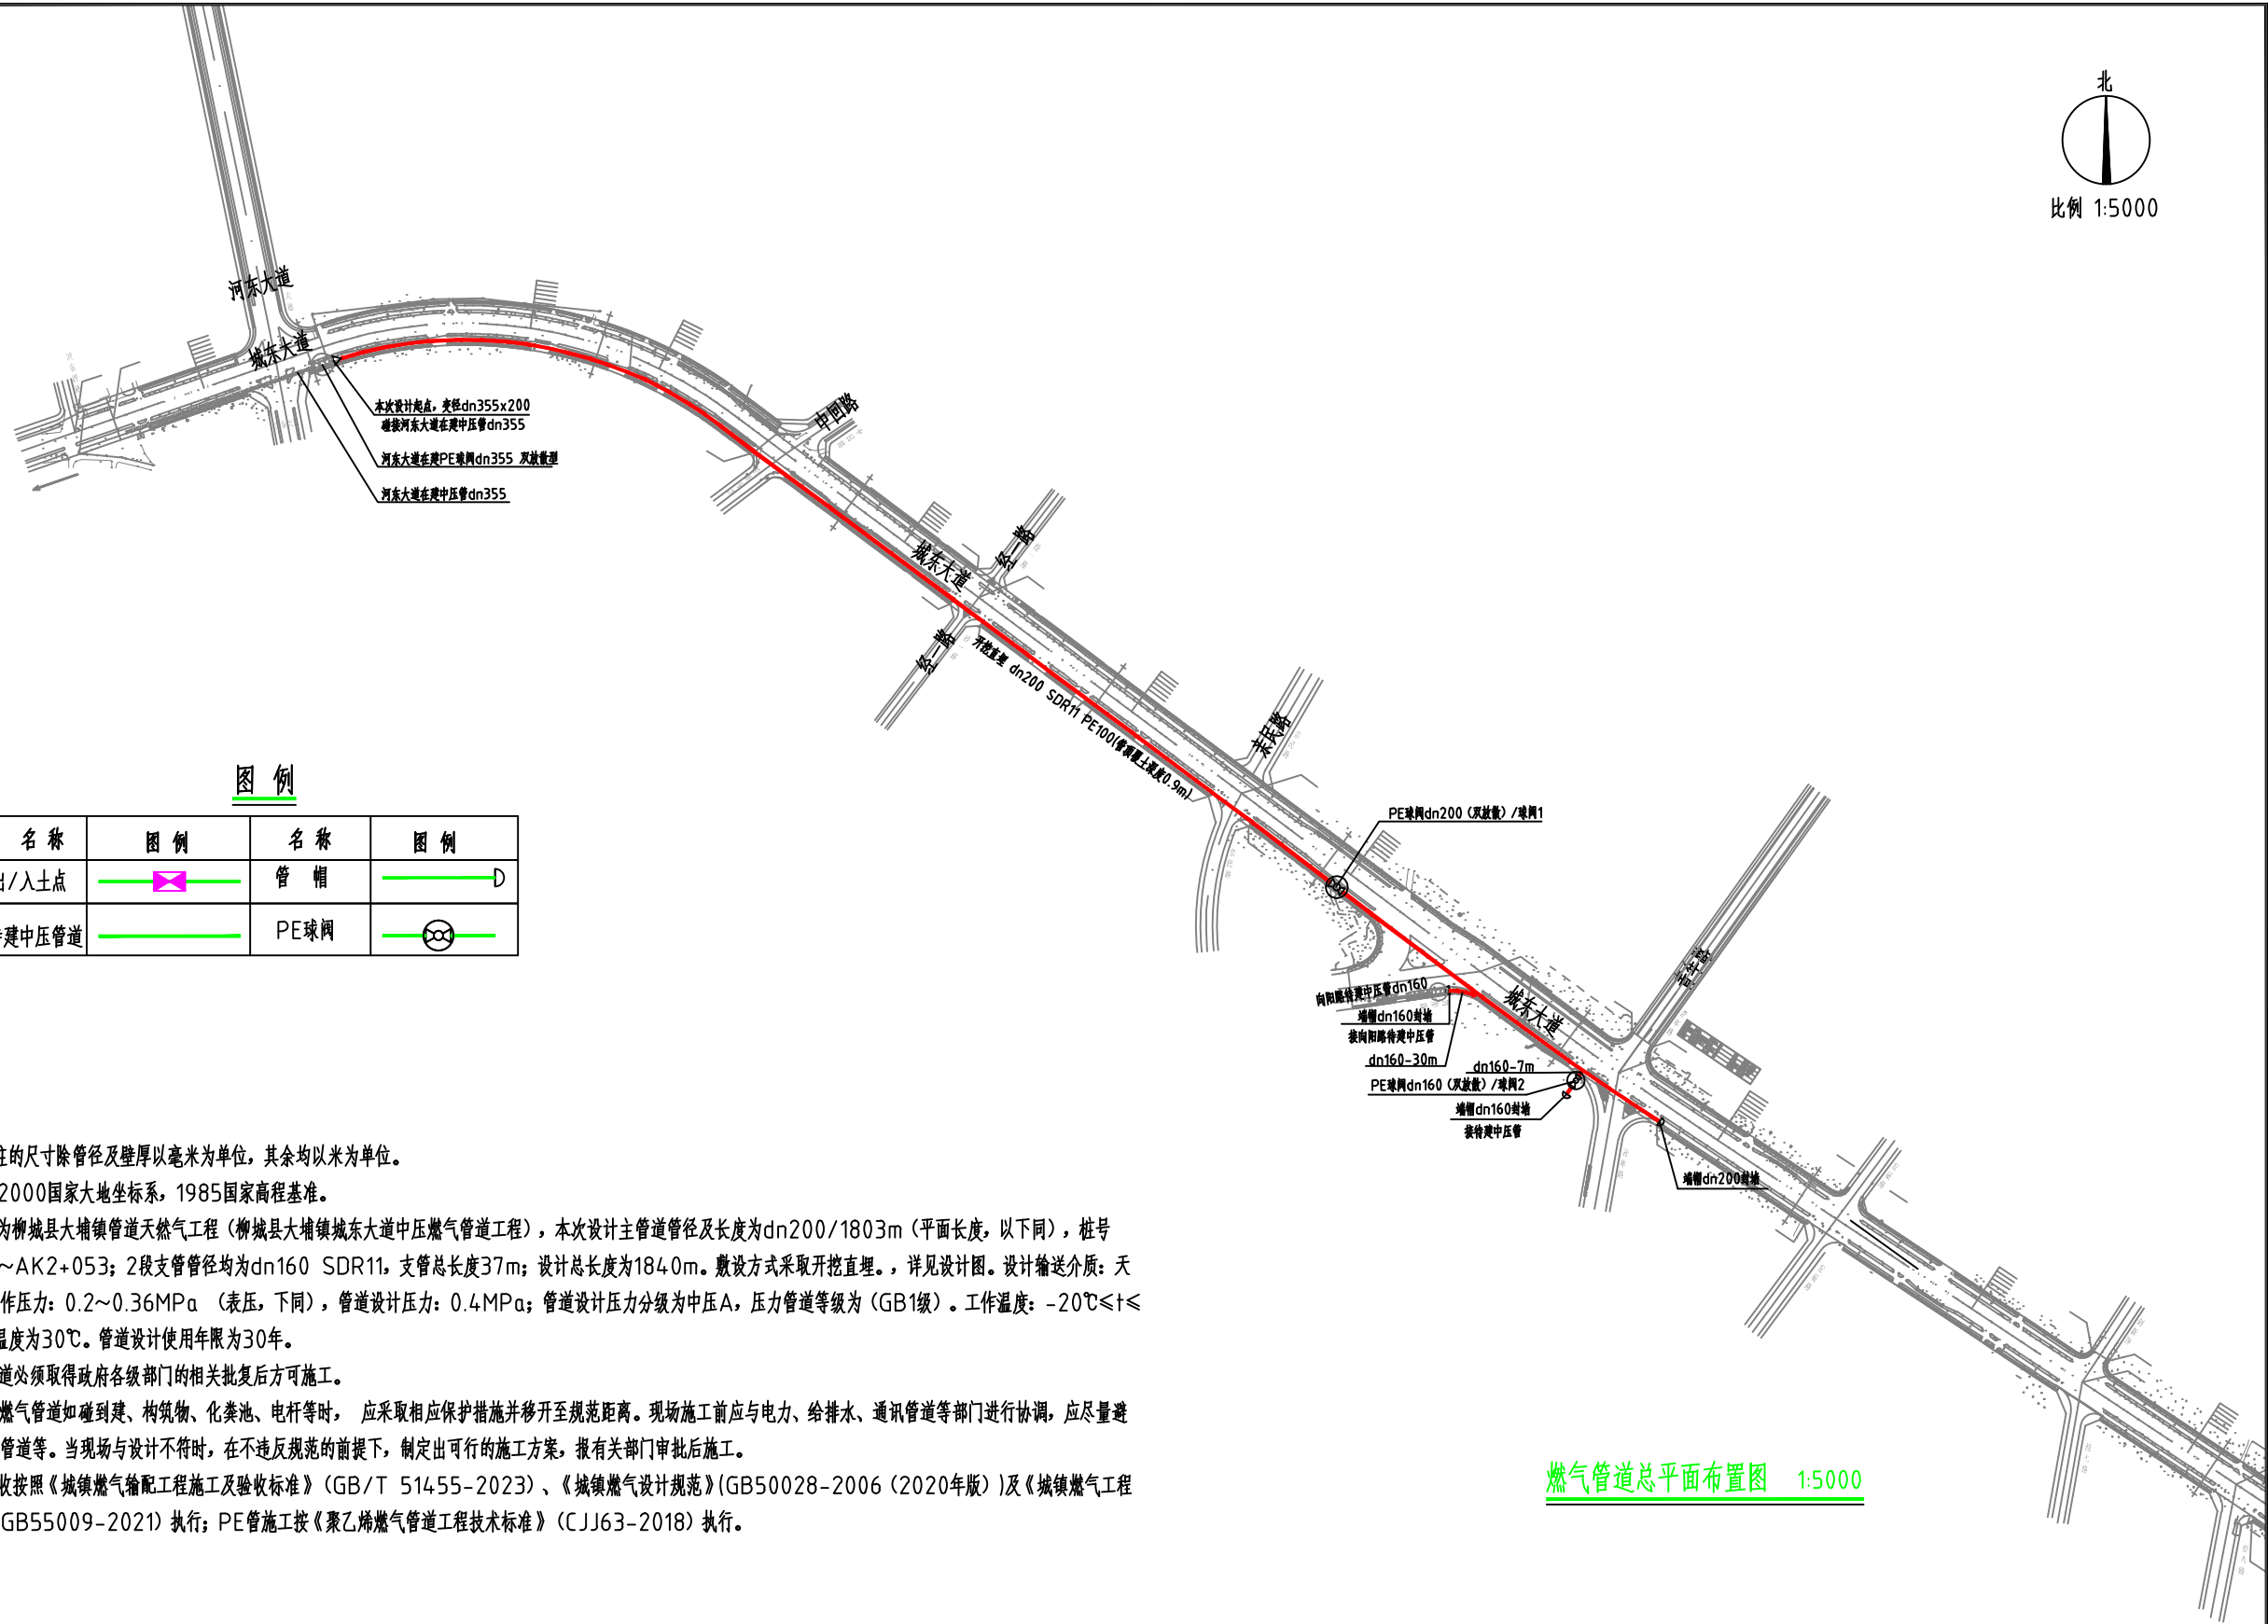 北
比例 1:5000
河东大道
城东大道
本次设计起点，变径dn355x200
碰接河东大道在建中压管dn355
河东大道在建PE球阀dn355 双放散型
河东大道在建中压管dn355
中回路
城东大道
经一路
经一路
开挖直埋 dn200 SDR11 PE100(管顶覆土深度0.9m)
亲民路
PE球阀dn200（双放散）/球阀1
向阳路待建中压管dn160
端帽dn160封堵
接向阳路待建中压管
dn160-30m
城东大道
dn160-7m
PE球阀dn160（双放散）/球阀2
端帽dn160封堵
接待建中压管
端帽dn200封堵
图 例
名 称 图 例 名 称 图 例
出/入土点 管 帽
建中压管道 PE球阀
注的尺寸除管径及壁厚以毫米为单位，其余均以米为单位。
2000国家大地坐标系，1985国家高程基准。
为柳城县大埔镇管道天然气工程（柳城县大埔镇城东大道中压燃气管道工程），本次设计主管道管径及长度为dn200/1803m（平面长度，以下同），桩号
~AK2+053；2段支管管径均为dn160 SDR11，支管总长度37m；设计总长度为1840m。敷设方式采取开挖直埋。，详见设计图。设计输送介质：天
作压力：0.2~0.36MPa （表压，下同），管道设计压力：0.4MPa；管道设计压力分级为中压A，压力管道等级为（GB1级）。工作温度：-20℃≤t≤
温度为30℃。管道设计使用年限为30年。
道必须取得政府各级部门的相关批复后方可施工。
燃气管道如碰到建、构筑物、化粪池、电杆等时， 应采取相应保护措施并移开至规范距离。现场施工前应与电力、给排水、通讯管道等部门进行协调，应尽量避
管道等。当现场与设计不符时，在不违反规范的前提下，制定出可行的施工方案，报有关部门审批后施工。
收按照《城镇燃气输配工程施工及验收标准》（GB/T 51455-2023）、《城镇燃气设计规范》(GB50028-2006（2020年版）)及《城镇燃气工程
GB55009-2021）执行；PE管施工按《聚乙烯燃气管道工程技术标准》（CJJ63-2018）执行。
燃气管道总平面布置图 1:5000